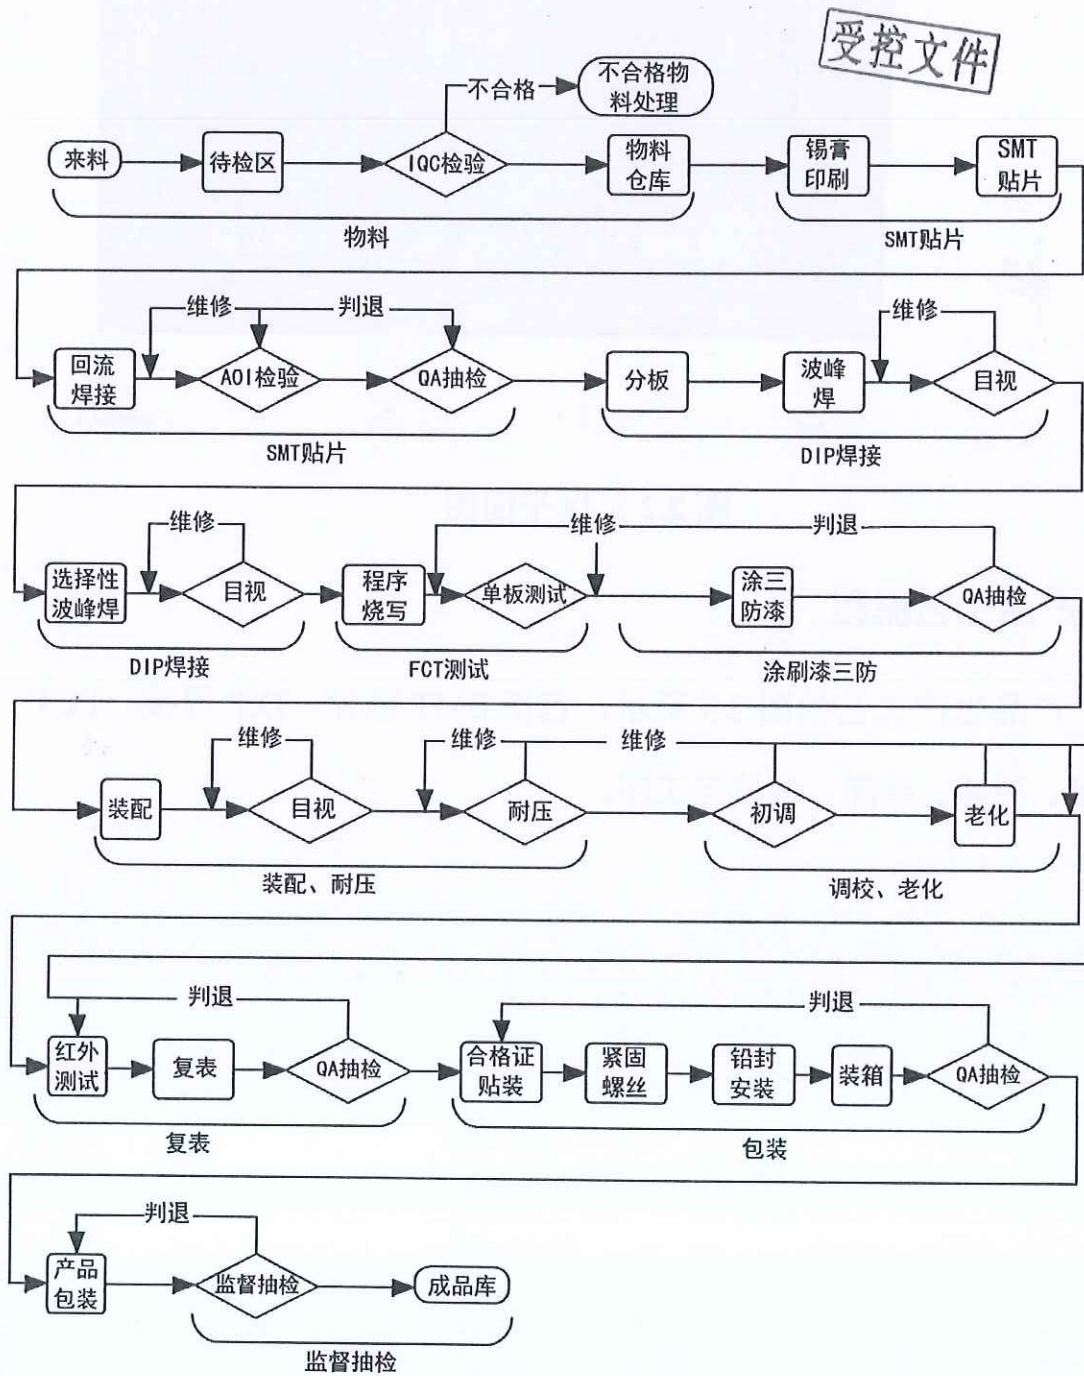 受控文件
不合格
不合格物
料处理
来料
待检区
IQC检验
物料
仓库
锡膏
印刷
SMT
贴片
物料
SMT贴片
维修
判退
维修
回流
焊接
AOI检验
QA抽检
分板
波峰
焊
目视
SMT贴片
DIP焊接
维修
维修
判退
选择性
波峰焊
目视
程序
烧写
单板测试
涂三
防漆
QA抽检
DIP焊接
FCT测试
涂刷漆三防
维修
维修
维修
装配
目视
耐压
初调
老化
装配、耐压
调校、老化
判退
判退
红外
测试
复表
QA抽检
合格证
贴装
紧固
螺丝
铅封
安装
装箱
QA抽检
复表
包装
判退
产品
包装
监督抽检
成品库
监督抽检